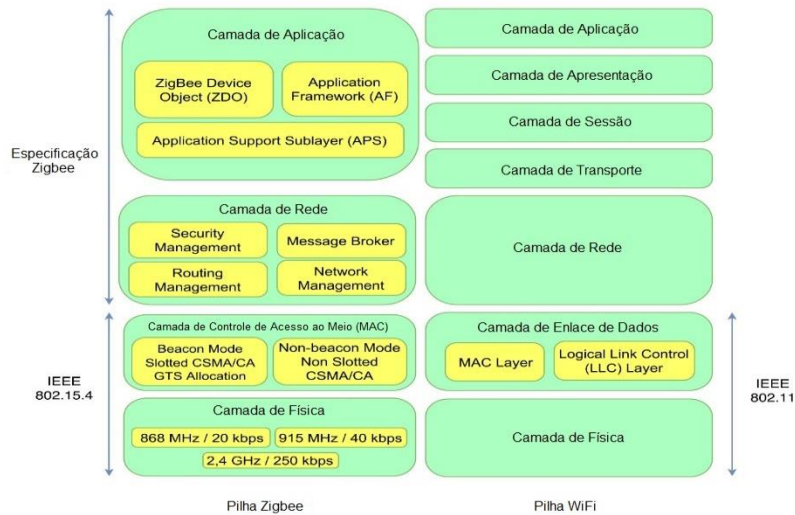 Camada de Aplicação
ZigBee Device
Object (ZDO)
Application
Framework (AF)
Application Support Sublayer (APS)
Especificação
Zigbee
Camada de Rede
Security
Management
Message Broker
Routing
Management
Network
Management
Camada de Controle de Acesso ao Meio (MAC)
Beacon Mode
Slotted CSMA/CA
GTS Allocation
Non-beacon Mode
Non Slotted
CSMA/CA
IEEE
802.15.4
Camada de Física
868 MHz / 20 kbps
915 MHz / 40 kbps
2,4 GHz / 250 kbps
Pilha Zigbee
Camada de Aplicação
Camada de Apresentação
Camada de Sessão
Camada de Transporte
Camada de Rede
Camada de Enlace de Dados
MAC Layer
Logical Link Control
(LLC) Layer
IEEE
802.11
Camada de Física
Pilha WiFi